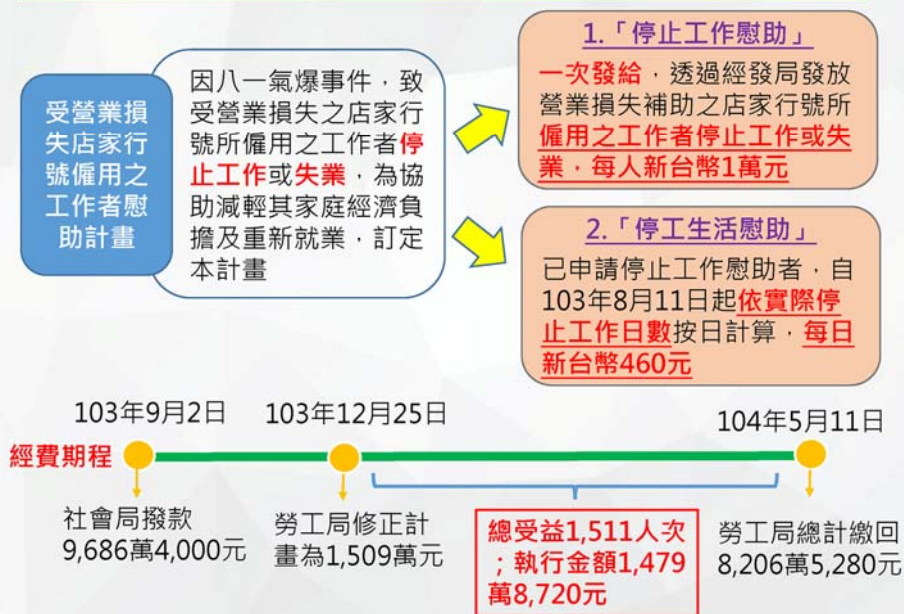 受營業損
失店家行
號僱用之
工作者慰
助計畫
因八一氣爆事件，致
受營業損失之店家行
號所僱用之工作者停
止工作或失業，為協
助減輕其家庭經濟負
擔及重新就業，訂定
本計畫
1.「停止工作慰助」
一次發給，透過經發局發放
營業損失補助之店家行號所
僱用之工作者停止工作或失
業，每人新台幣1萬元
2.「停工生活慰助」
已申請停止工作慰助者，自
103年8月11日起依實際停
止工作日數按日計算，每日
新台幣460元
103年9月2日
103年12月25日
104年5月11日
經費期程
社會局撥款
9,686萬4,000元
勞工局修正計
畫為1,509萬元
總受益1,511人次
；執行金額1,479
萬8,720元
勞工局總計繳回
8,206萬5,280元